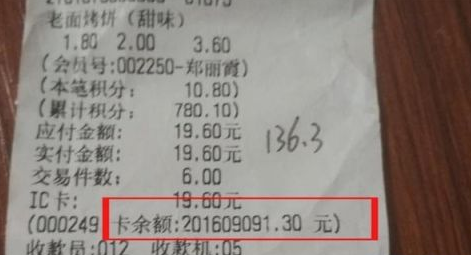 老面烤饼（甜味）
1.80 2.00 3.60
(会员号:002250-郑丽霞)
(本笔积分: 10.80)
(累计积分: 780.10)
应付金额: 19.60元
136.3
实付金额: 19.60元
交易件数: 6.00
IC卡: 19.60元
(000249 卡余额:201609091.30 元)
收款员:012 收款机:05